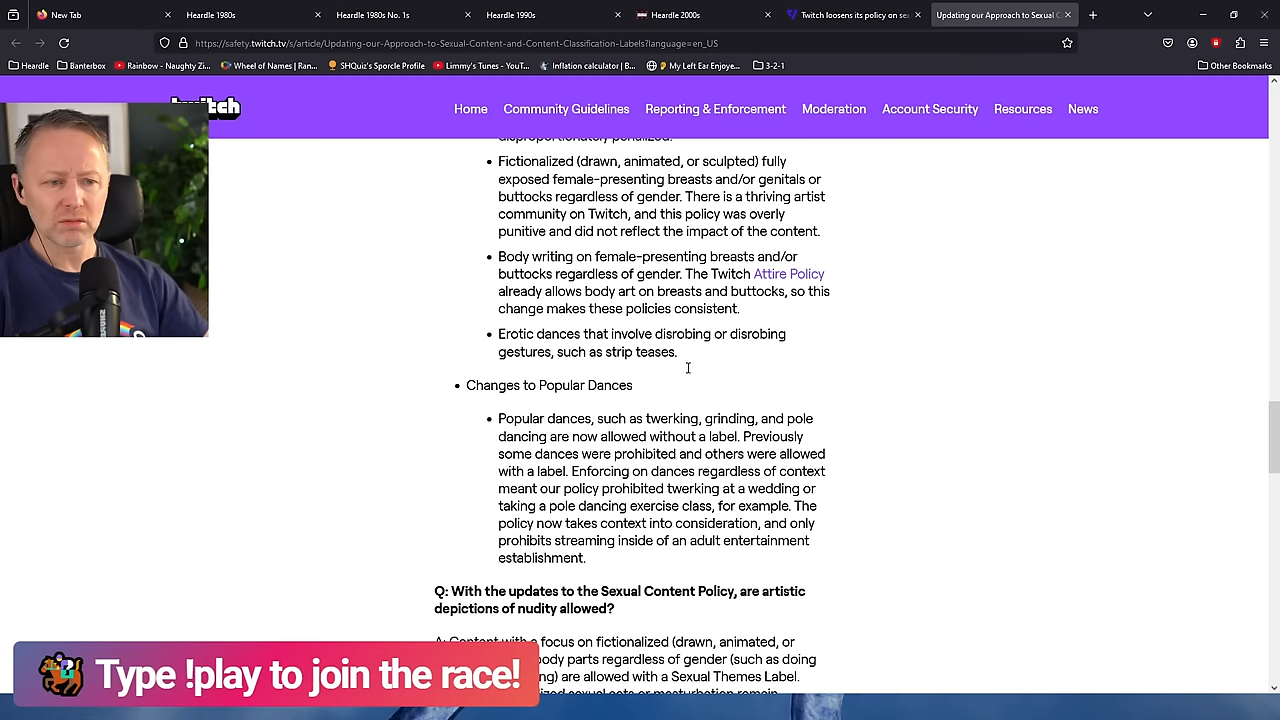 New Tab
Heardle 1980s
Heardle 1980s No. 1s
Heardle 1990s
Heardle 2000s
Twitch loosens its policy on sex
Updating our Approach to Sexual C
https://safety.twitch.tv/s/article/Updating-our-Approach-to-Sexual-Content-and-Content-Classification-Labels?language=en_US
Heardle
Banterbox
Rainbow - Naughty Zi...
Wheel of Names | Ran...
SHQuiz's Sporcle Profile
Limmy's Tunes - YouT...
Inflation calculator | B...
My Left Ear Enjoye...
3-2-1
Other Bookmarks
twitch
Home
Community Guidelines
Reporting & Enforcement
Moderation
Account Security
Resources
News
disproportionately penalized.
• Fictionalized (drawn, animated, or sculpted) fully
exposed female-presenting breasts and/or genitals or
buttocks regardless of gender. There is a thriving artist
community on Twitch, and this policy was overly
punitive and did not reflect the impact of the content.
• Body writing on female-presenting breasts and/or
buttocks regardless of gender. The Twitch Attire Policy
already allows body art on breasts and buttocks, so this
change makes these policies consistent.
• Erotic dances that involve disrobing or disrobing
gestures, such as strip teases.
• Changes to Popular Dances
• Popular dances, such as twerking, grinding, and pole
dancing are now allowed without a label. Previously
some dances were prohibited and others were allowed
with a label. Enforcing on dances regardless of context
meant our policy prohibited twerking at a wedding or
taking a pole dancing exercise class, for example. The
policy now takes context into consideration, and only
prohibits streaming inside of an adult entertainment
establishment.
Q: With the updates to the Sexual Content Policy, are artistic
depictions of nudity allowed?
A: Content with a focus on fictionalized (drawn, animated, or
body parts regardless of gender (such as doing
are allowed with a Sexual Themes Label.
sexual acts or masturbation remain
Type !play to join the race!